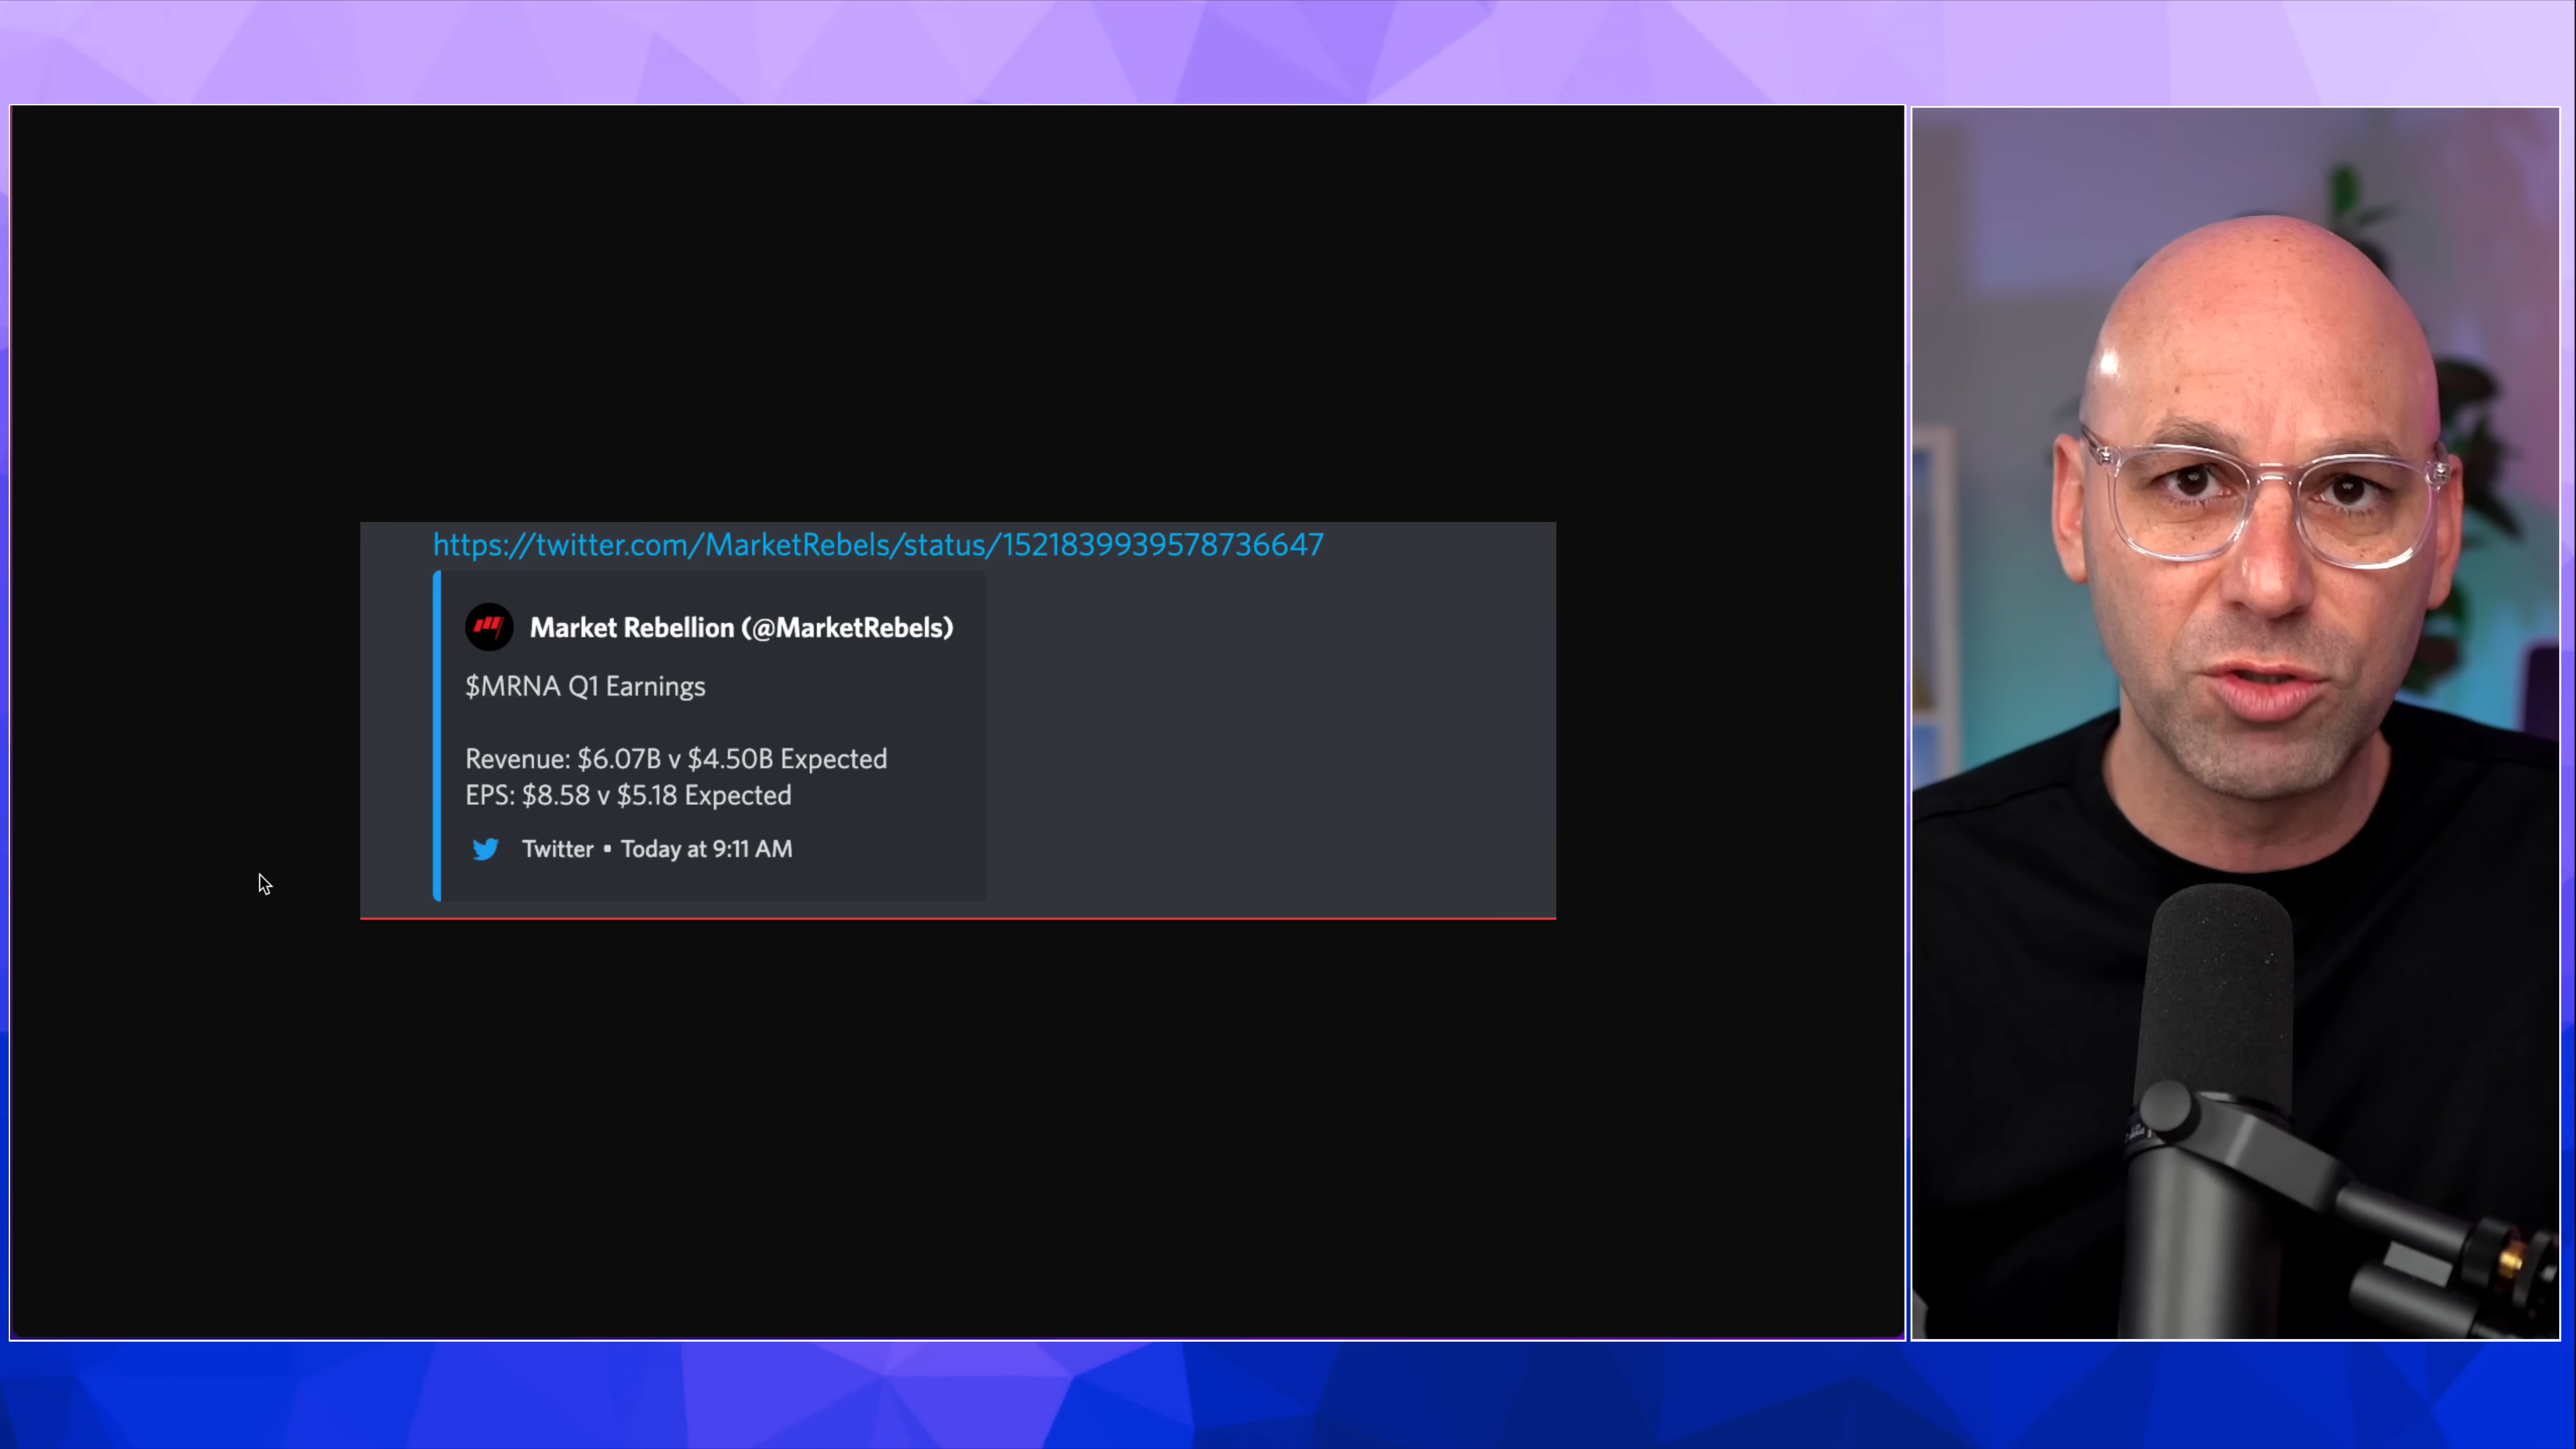 https://twitter.com/MarketRebels/status/1521839939578736647
Market Rebellion (@MarketRebels)
$MRNA Q1 Earnings
Revenue: $6.07B v $4.50B Expected
EPS: $8.58 v $5.18 Expected
Twitter ▪ Today at 9:11 AM